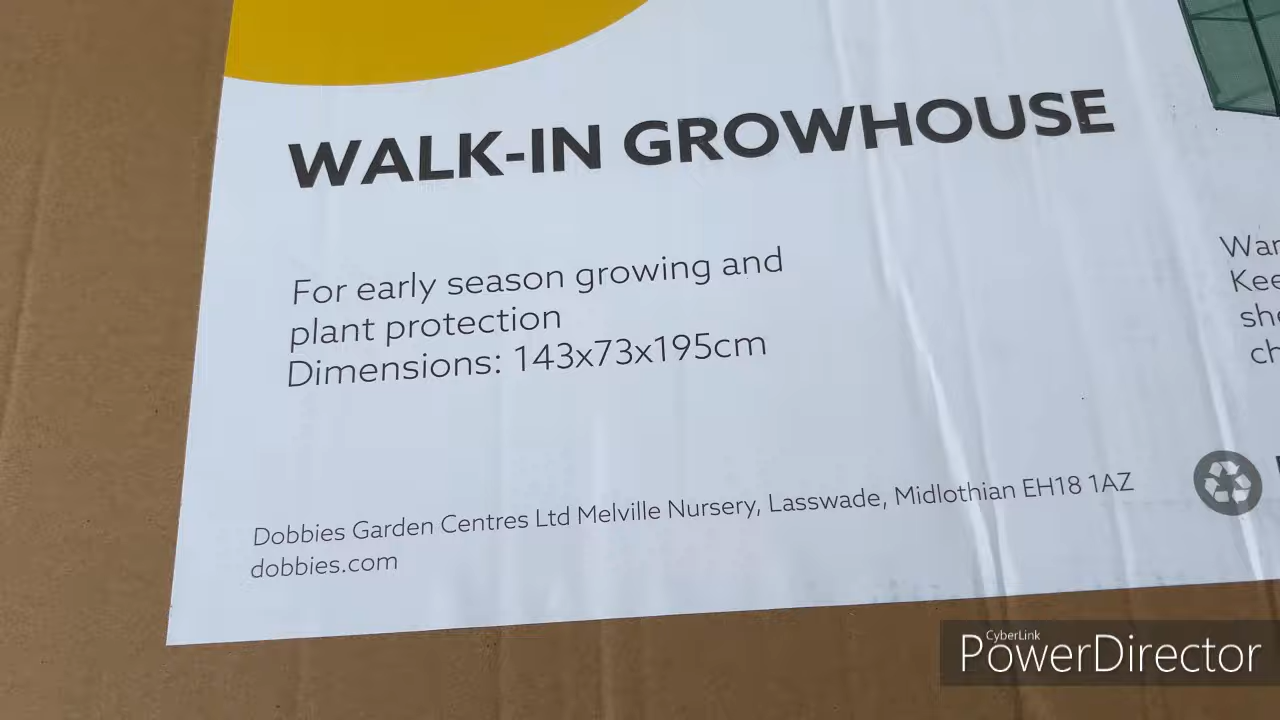 WALK-IN GROWHOUSE
For early season growing and
plant protection
Dimensions: 143x73x195cm
Dobbies Garden Centres Ltd Melville Nursery, Lasswade, Midlothian EH18 1AZ
dobbies.com
CyberLink
PowerDirector